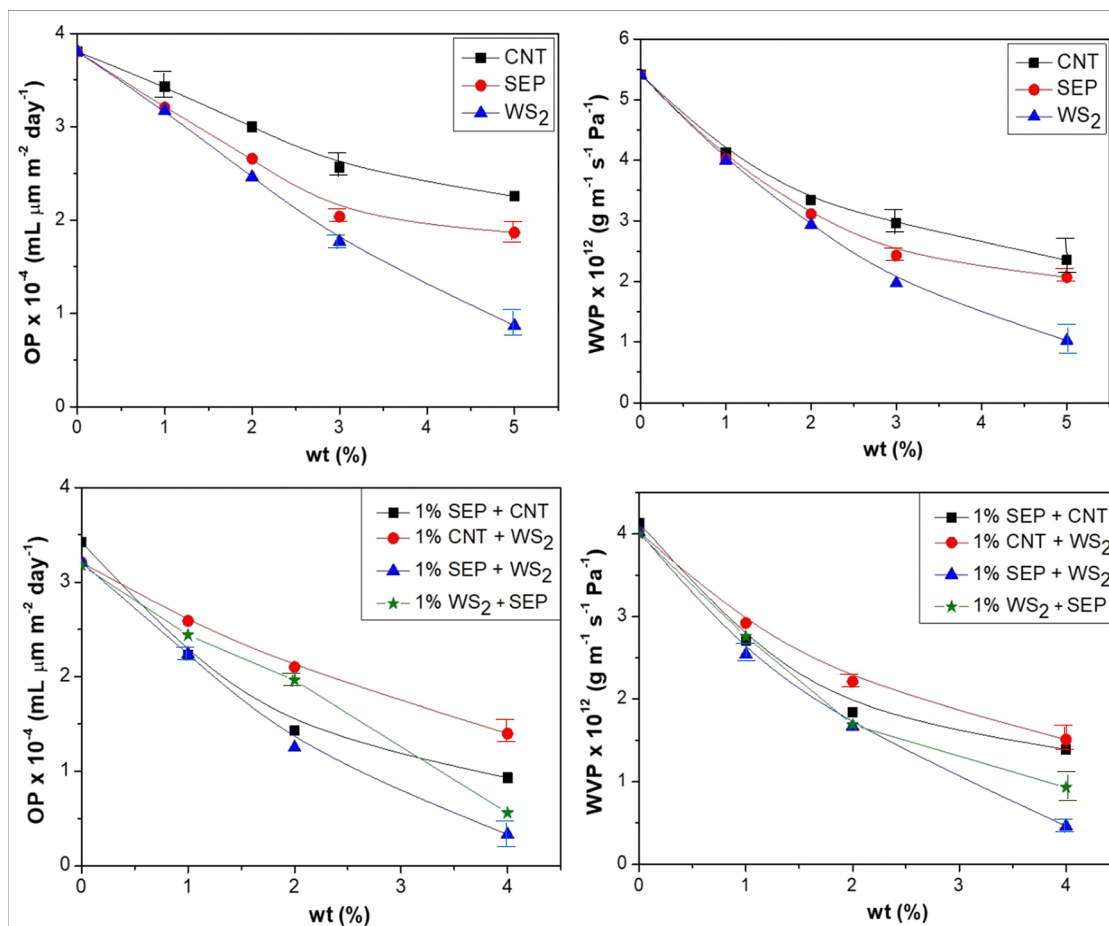 OP x 10⁻⁴ (mL μm m⁻² day⁻¹)
4
3
2
1
0
CNT
SEP
WS₂
0 1 2 3 4 5
wt (%)
WVP x 10¹² (g m⁻¹ s⁻¹ Pa⁻¹)
6
5
4
3
2
1
0
CNT
SEP
WS₂
0 1 2 3 4 5
wt (%)
OP x 10⁻⁴ (mL μm m⁻² day⁻¹)
4
3
2
1
0
1% SEP + CNT
1% CNT + WS₂
1% SEP + WS₂
1% WS₂ + SEP
0 1 2 3 4
wt (%)
WVP x 10¹² (g m⁻¹ s⁻¹ Pa⁻¹)
4
3
2
1
0
1% SEP + CNT
1% CNT + WS₂
1% SEP + WS₂
1% WS₂ + SEP
0 1 2 3 4
wt (%)